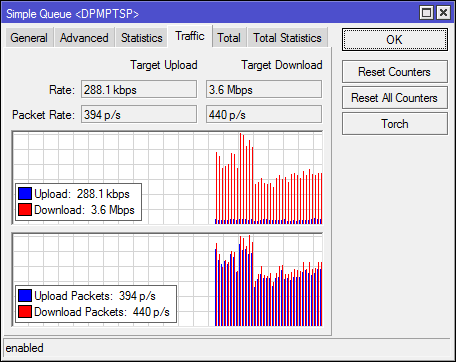 Simple Queue <DPMPTSP>
General Advanced Statistics Traffic Total Total Statistics
Target Upload Target Download
Rate: 288.1 kbps 3.6 Mbps
Packet Rate: 394 p/s 440 p/s
Upload: 288.1 kbps
Download: 3.6 Mbps
Upload Packets: 394 p/s
Download Packets: 440 p/s
OK
Reset Counters
Reset All Counters
Torch
enabled